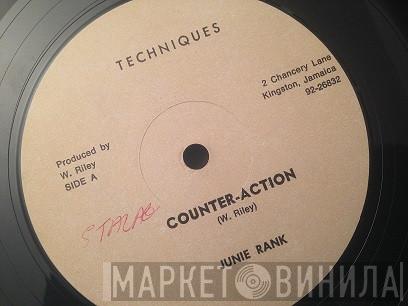 TECHNIQUES
2 Chancery Lane
Kingston, Jamaica
92-26832
Produced by
W. Riley
SIDE A
COUNTER-ACTION
(W. Riley)
JUNIE RANK
МАРКЕТ ВИНИЛА